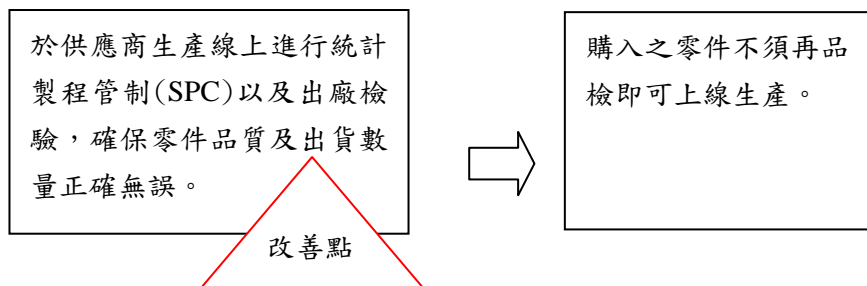 於供應商生產線上進行統計
製程管制(SPC)以及出廠檢
驗，確保零件品質及出貨數
量正確無誤。
改善點
購入之零件不須再品
檢即可上線生產。